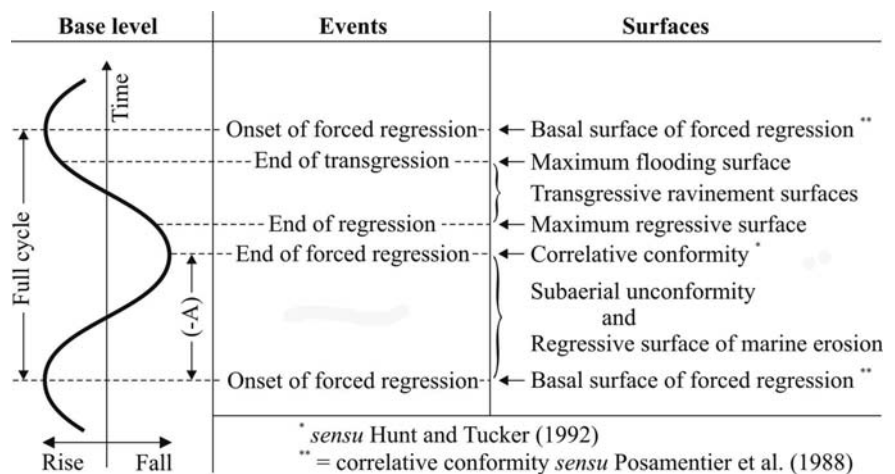 Base level Events Surfaces
Time
Onset of forced regression Basal surface of forced regression **
End of transgression Maximum flooding surface
Transgressive ravinement surfaces
End of regression Maximum regressive surface
End of forced regression Correlative conformity *
Full cycle
(-A)
Subaerial unconformity
and
Regressive surface of marine erosion
Onset of forced regression Basal surface of forced regression **
Rise Fall
* sensu Hunt and Tucker (1992)
** = correlative conformity sensu Posamentier et al. (1988)